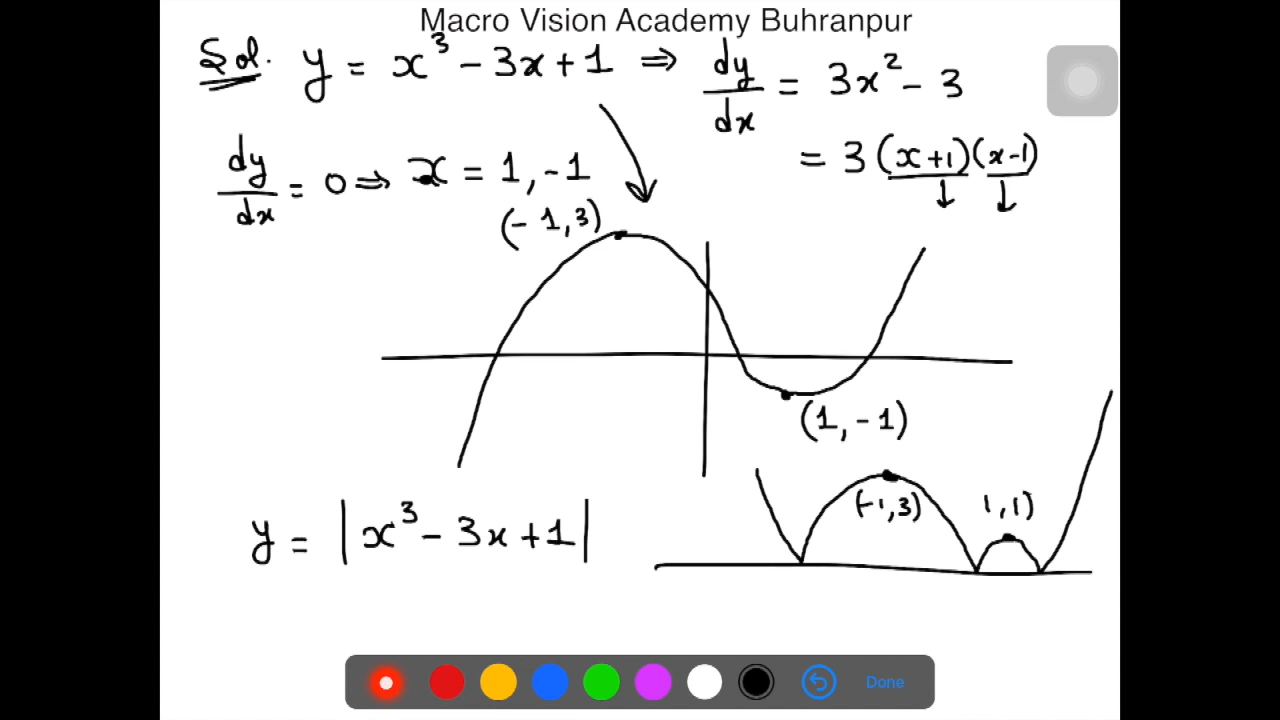 Macro Vision Academy Buhranpur
Sol. y = x³ - 3x + 1 ⇒ dy/dx = 3x² - 3
= 3 (x+1)(x-1)
dy/dx = 0 ⇒ x = 1, -1
(-1,3)
(1,-1)
(-1,3) 1,1)
y = |x³ - 3x + 1|
Done